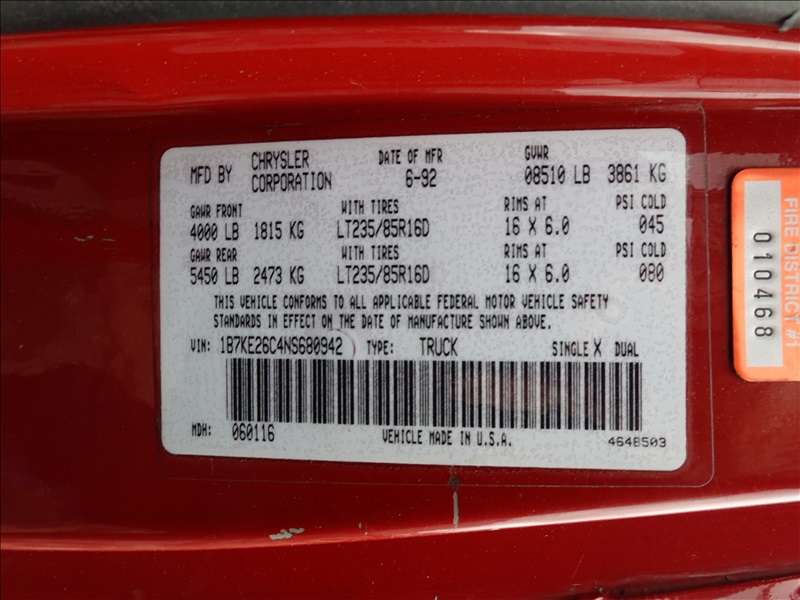 MFD BY CHRYSLER CORPORATION DATE OF MFR 6-92 GVWR 08510 LB 3861 KG
GAWR FRONT WITH TIRES RIMS AT PSI COLD
4000 LB 1815 KG LT235/85R16D 16 X 6.0 045
GAWR REAR WITH TIRES RIMS AT PSI COLD
5450 LB 2473 KG LT235/85R16D 16 X 6.0 080
THIS VEHICLE CONFORMS TO ALL APPLICABLE FEDERAL MOTOR VEHICLE SAFETY
STANDARDS IN EFFECT ON THE DATE OF MANUFACTURE SHOWN ABOVE.
VIN: 1B7KE26C4NS680942 TYPE: TRUCK SINGLE X DUAL
MDH: 060116 VEHICLE MADE IN U.S.A. 4648503
FIRE DISTRICT #1
010468